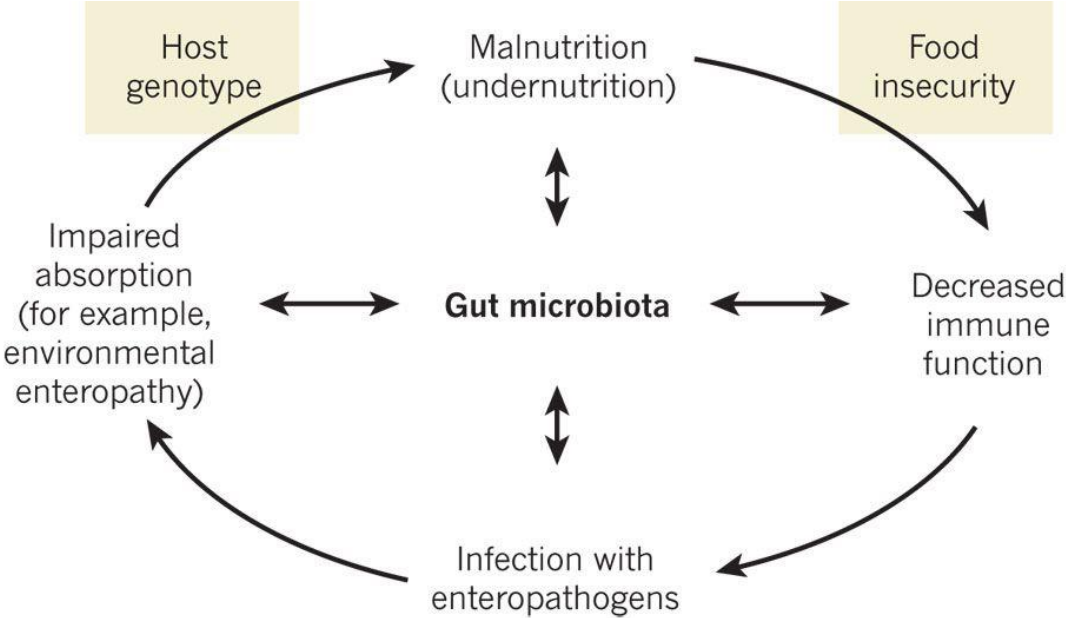 Host
genotype
Malnutrition
(undernutrition)
Food
insecurity
Impaired
absorption
(for example,
environmental
enteropathy)
Gut microbiota
Decreased
immune
function
Infection with
enteropathogens